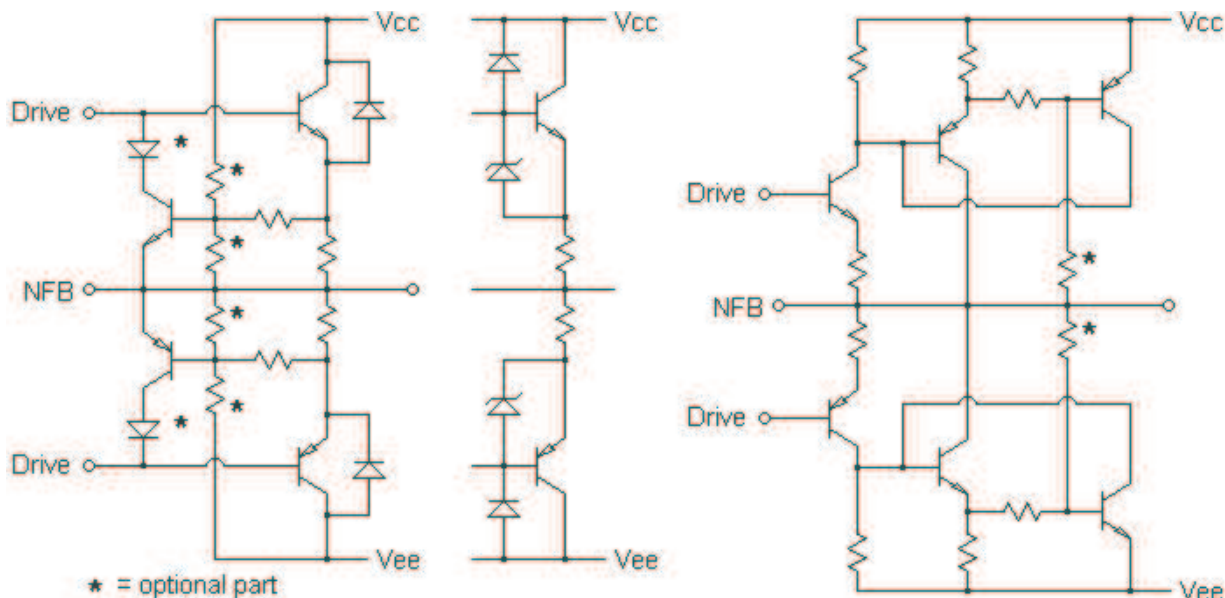 Vcc
Vcc
Vcc
Drive
*
*
Drive
*
NFB
*
NFB
*
*
*
Drive
*
Drive
Vee
Vee
* = optional part
Vee